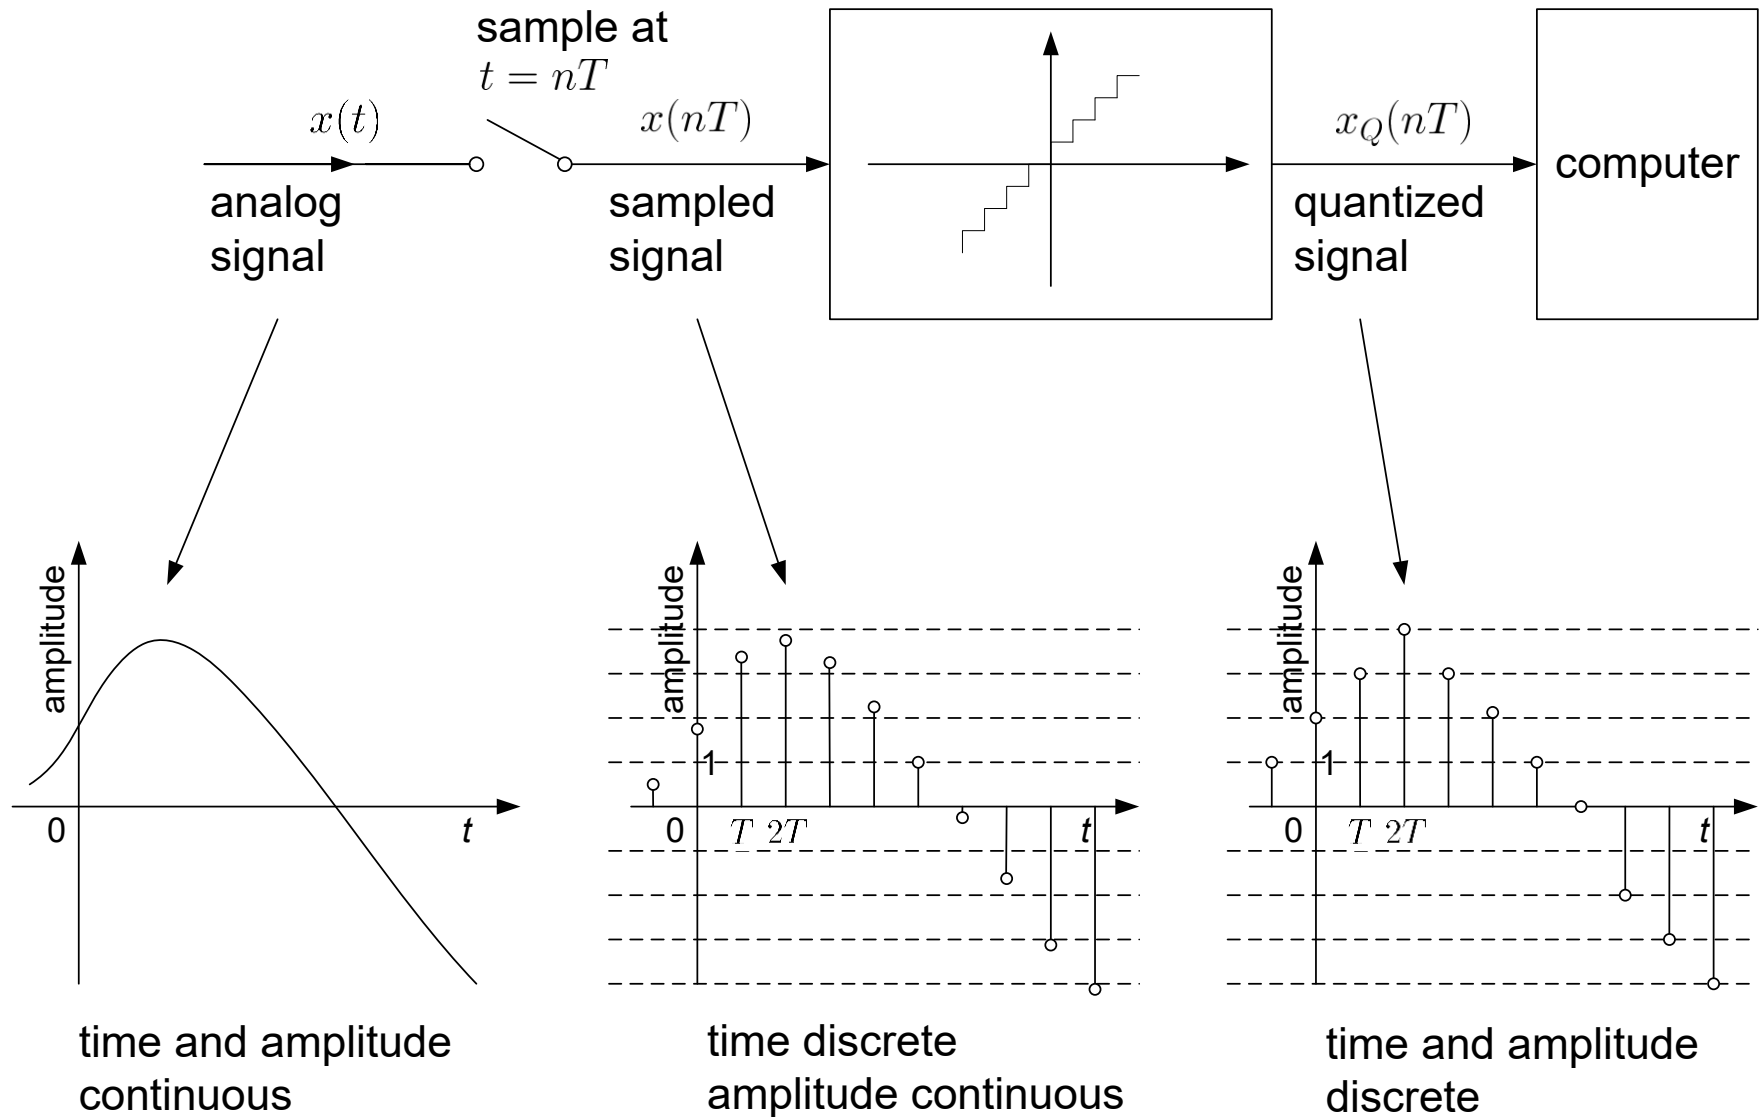 sample at
t = nT
x(t)
x(nT)
x_Q(nT)
computer
analog
signal
sampled
signal
quantized
signal
amplitude
0
t
amplitude
1
0
T
2T
t
amplitude
1
0
T
2T
t
time and amplitude
continuous
time discrete
amplitude continuous
time and amplitude
discrete